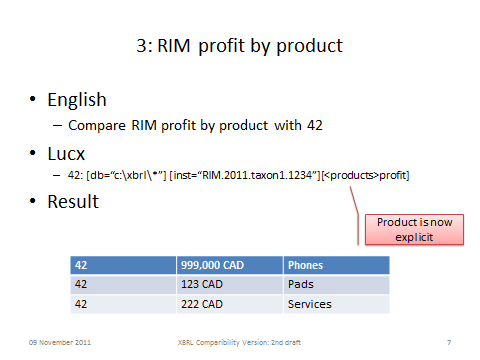 3: RIM profit by product
• English
– Compare RIM profit by product with 42
• Lucx
– 42: [db="c:\xbrl\*"] [inst="RIM.2011.taxon1.1234"][<products>profit]
• Result
Product is now
explicit
42 999,000 CAD Phones
42 123 CAD Pads
42 222 CAD Services
09 November 2011 XBRL Comparibility Version: 2nd draft 7